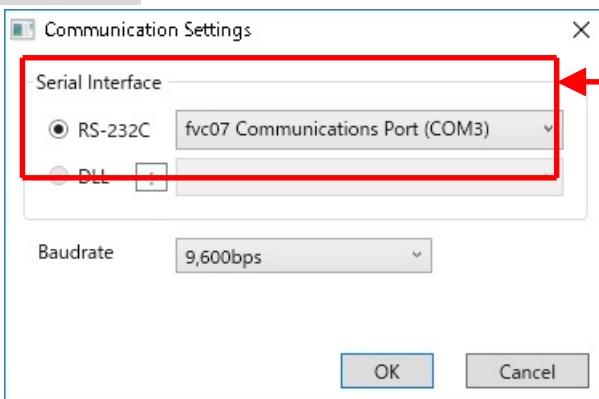 Communication Settings
Serial Interface
RS-232C fvc07 Communications Port (COM3)
DLL :
Baudrate 9,600bps
OK Cancel